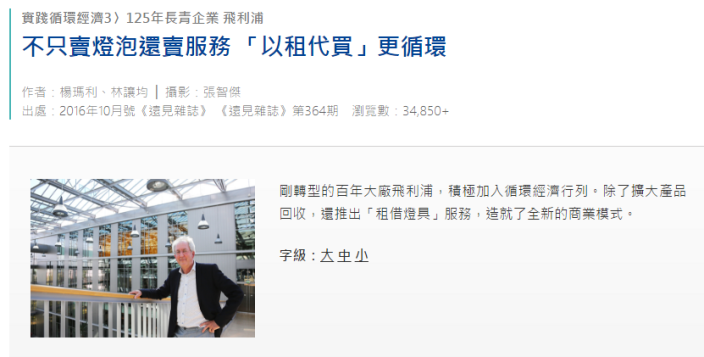 實踐循環經濟3〉125年長青企業 飛利浦
不只賣燈泡還賣服務 「以租代買」更循環
作者：楊瑪利、林讓均 │ 攝影：張智傑
出處：2016年10月號《遠見雜誌》 《遠見雜誌》第364期 瀏覽數：34,850+
剛轉型的百年大廠飛利浦，積極加入循環經濟行列。除了擴大產品
回收，還推出「租借燈具」服務，造就了全新的商業模式。
字級：大 中 小